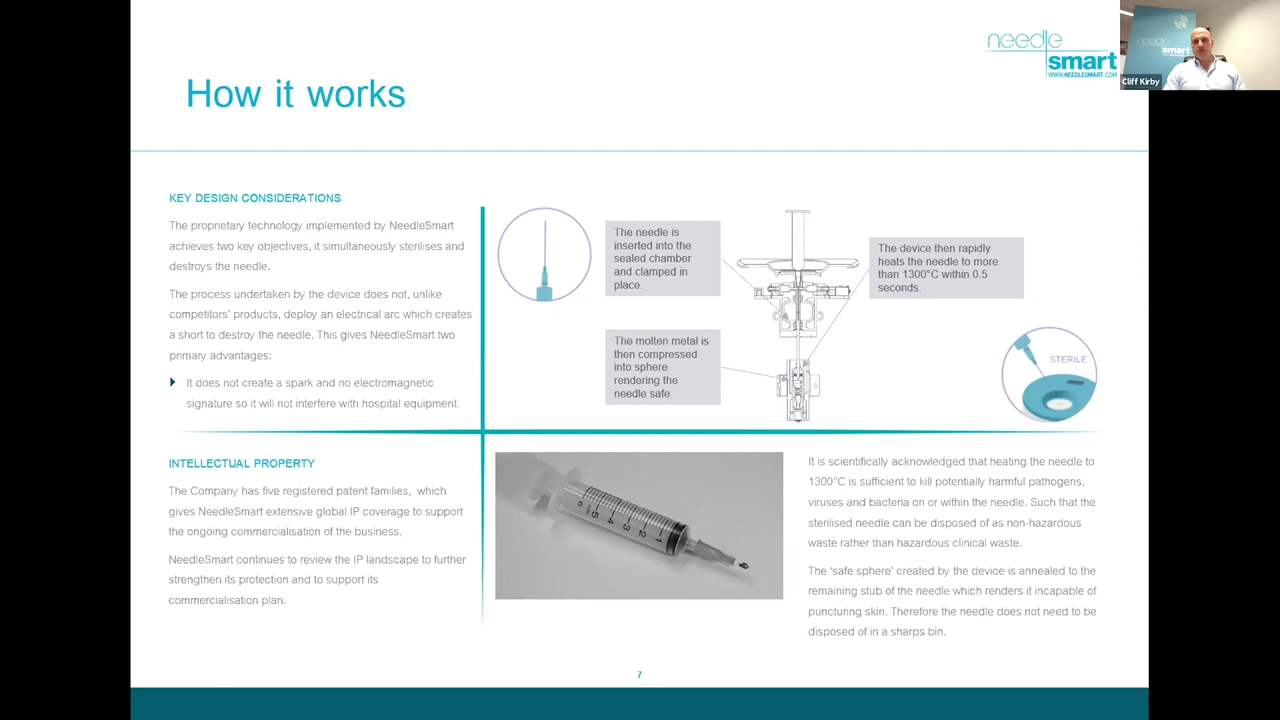 needle
smart
WWW.NEEDLESMART.COM
needle
smart
Cliff Kirby
How it works
KEY DESIGN CONSIDERATIONS
The proprietary technology implemented by NeedleSmart
achieves two key objectives, it simultaneously sterilises and
destroys the needle.
The process undertaken by the device does not, unlike
competitors' products, deploy an electrical arc which creates
a short to destroy the needle. This gives NeedleSmart two
primary advantages:
It does not create a spark and no electromagnetic
signature so it will not interfere with hospital equipment.
The needle is
inserted into the
sealed chamber
and clamped in
place.
The device then rapidly
heats the needle to more
than 1300°C within 0.5
seconds.
The molten metal is
then compressed
into sphere
rendering the
needle safe.
STERILE
INTELLECTUAL PROPERTY
The Company has five registered patent families, which
gives NeedleSmart extensive global IP coverage to support
the ongoing commercialisation of the business.
NeedleSmart continues to review the IP landscape to further
strengthen its protection and to support its
commercialisation plan.
6 5 4 3 2 1
It is scientifically acknowledged that heating the needle to
1300°C is sufficient to kill potentially harmful pathogens,
viruses and bacteria on or within the needle. Such that the
sterilised needle can be disposed of as non-hazardous
waste rather than hazardous clinical waste.
The 'safe sphere' created by the device is annealed to the
remaining stub of the needle which renders it incapable of
puncturing skin. Therefore the needle does not need to be
disposed of in a sharps bin.
7